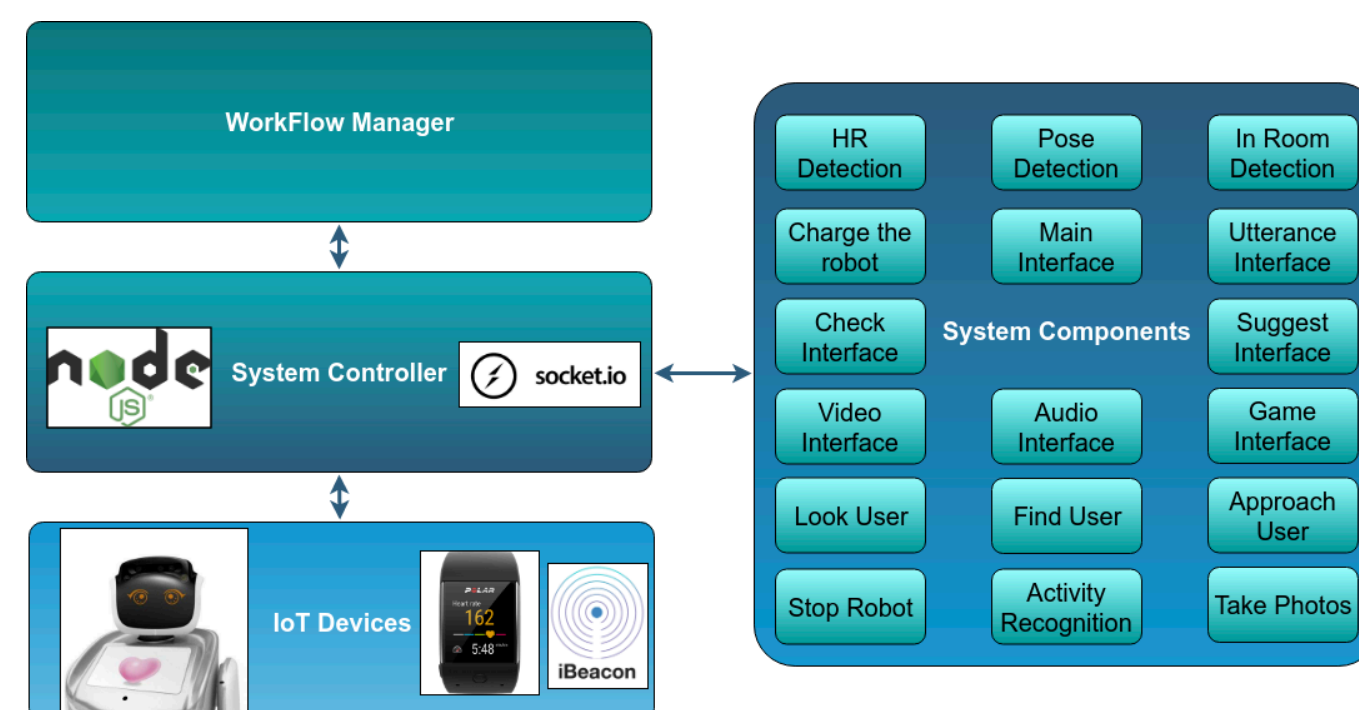 WorkFlow Manager
node
JS
System Controller
socket.io
IoT Devices
POLAR
Heart rate
162
5:48
iBeacon
HR
Detection
Pose
Detection
In Room
Detection
Charge the
robot
Main
Interface
Utterance
Interface
Check
Interface
System Components
Suggest
Interface
Video
Interface
Audio
Interface
Game
Interface
Look User
Find User
Approach
User
Stop Robot
Activity
Recognition
Take Photos